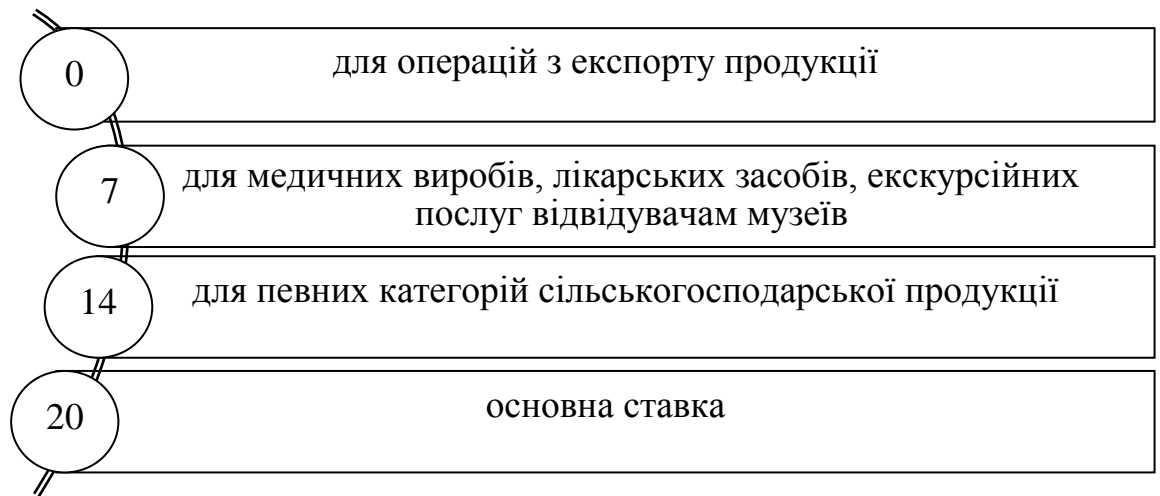 0
для операцій з експорту продукції
7
для медичних виробів, лікарських засобів, екскурсійних
послуг відвідувачам музеїв
14
для певних категорій сільськогосподарської продукції
20
основна ставка